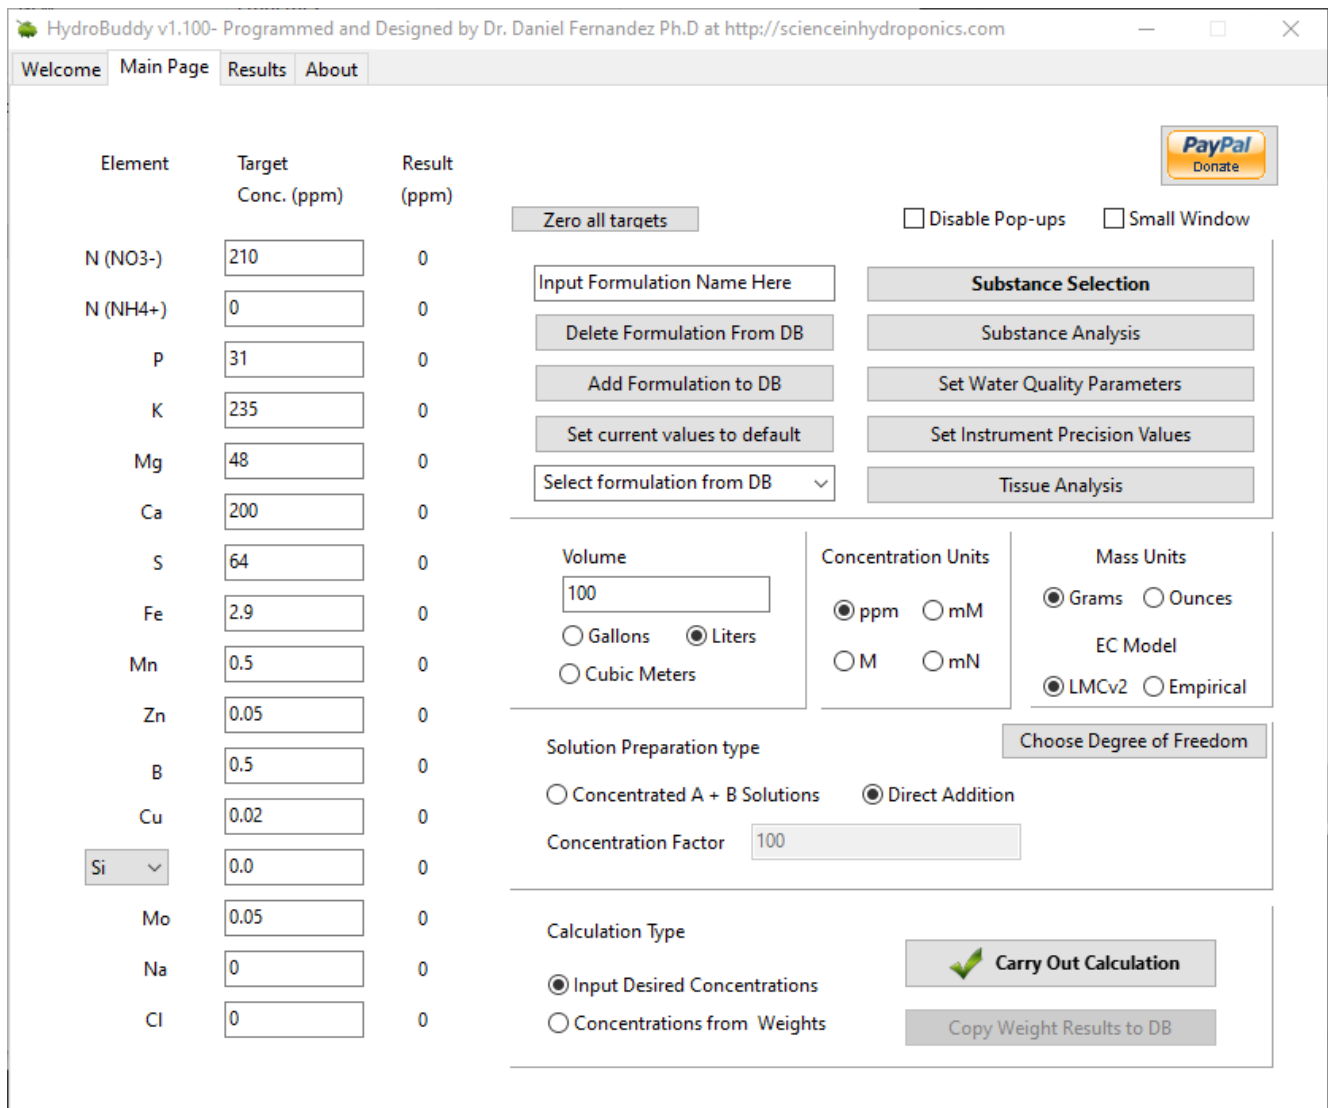 HydroBuddy v1.100- Programmed and Designed by Dr. Daniel Fernandez Ph.D at http://scienceinhydroponics.com
Welcome Main Page Results About
PayPal
Donate
Element Target Result
Conc. (ppm) (ppm)
Zero all targets Disable Pop-ups Small Window
N (NO3-) 210 0
N (NH4+) 0 0
P 31 0
K 235 0
Mg 48 0
Ca 200 0
S 64 0
Fe 2.9 0
Mn 0.5 0
Zn 0.05 0
B 0.5 0
Cu 0.02 0
Si 0.0 0
Mo 0.05 0
Na 0 0
Cl 0 0
Input Formulation Name Here Substance Selection
Delete Formulation From DB Substance Analysis
Add Formulation to DB Set Water Quality Parameters
Set current values to default Set Instrument Precision Values
Select formulation from DB Tissue Analysis
Volume
100
Gallons Liters
Cubic Meters
Concentration Units
ppm mM
M mN
Mass Units
Grams Ounces
EC Model
LMCv2 Empirical
Solution Preparation type Choose Degree of Freedom
Concentrated A + B Solutions Direct Addition
Concentration Factor 100
Calculation Type
Input Desired Concentrations Carry Out Calculation
Concentrations from Weights Copy Weight Results to DB